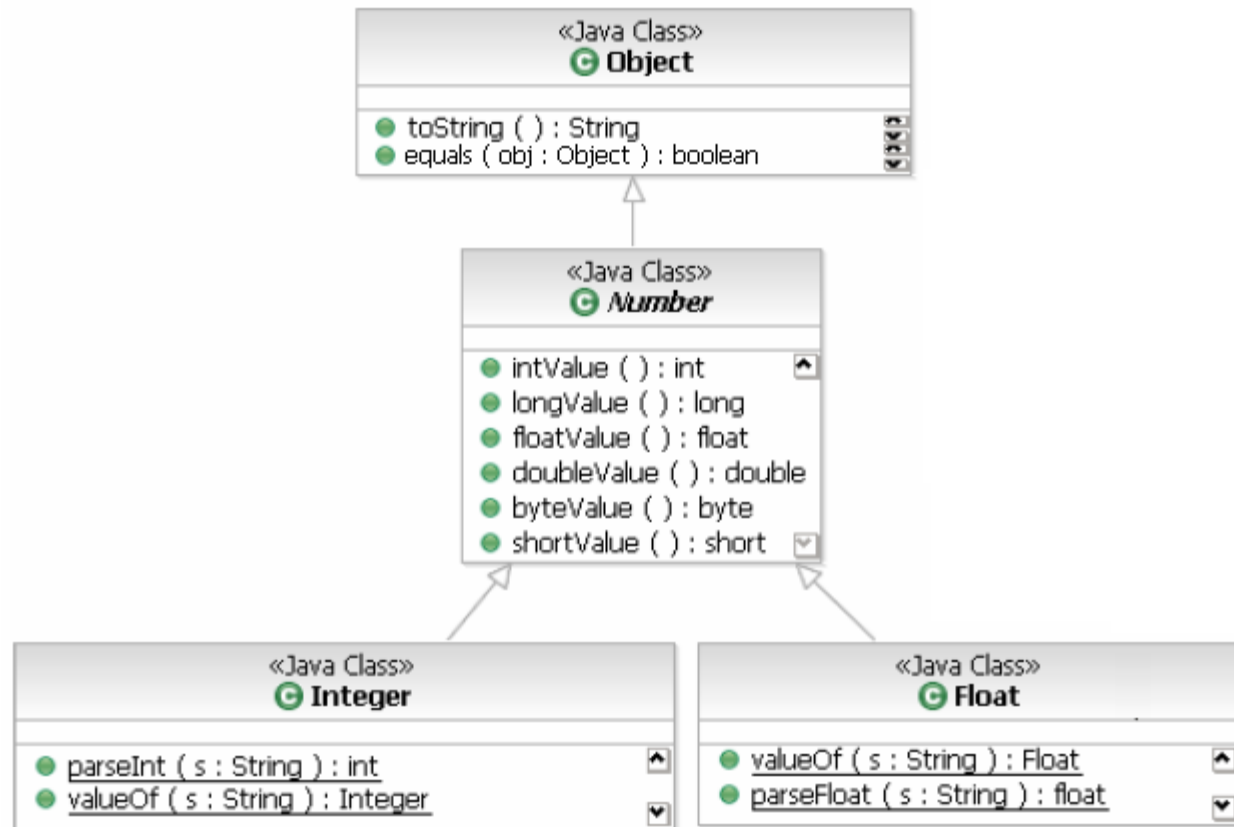 «Java Class»
C Object
toString ( ) : String
equals ( obj : Object ) : boolean
«Java Class»
C Number
intValue ( ) : int
longValue ( ) : long
floatValue ( ) : float
doubleValue ( ) : double
byteValue ( ) : byte
shortValue ( ) : short
«Java Class»
C Integer
parseInt ( s : String ) : int
valueOf ( s : String ) : Integer
«Java Class»
C Float
valueOf ( s : String ) : Float
parseFloat ( s : String ) : float